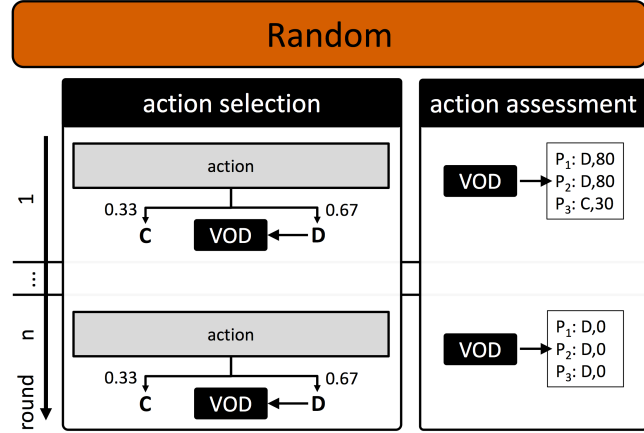 Random
action selection
action assessment
1
action
0.33
0.67
C
VOD
D
VOD
P₁: D,80
P₂: D,80
P₃: C,30
...
n
action
0.33
0.67
C
VOD
D
VOD
P₁: D,0
P₂: D,0
P₃: D,0
round